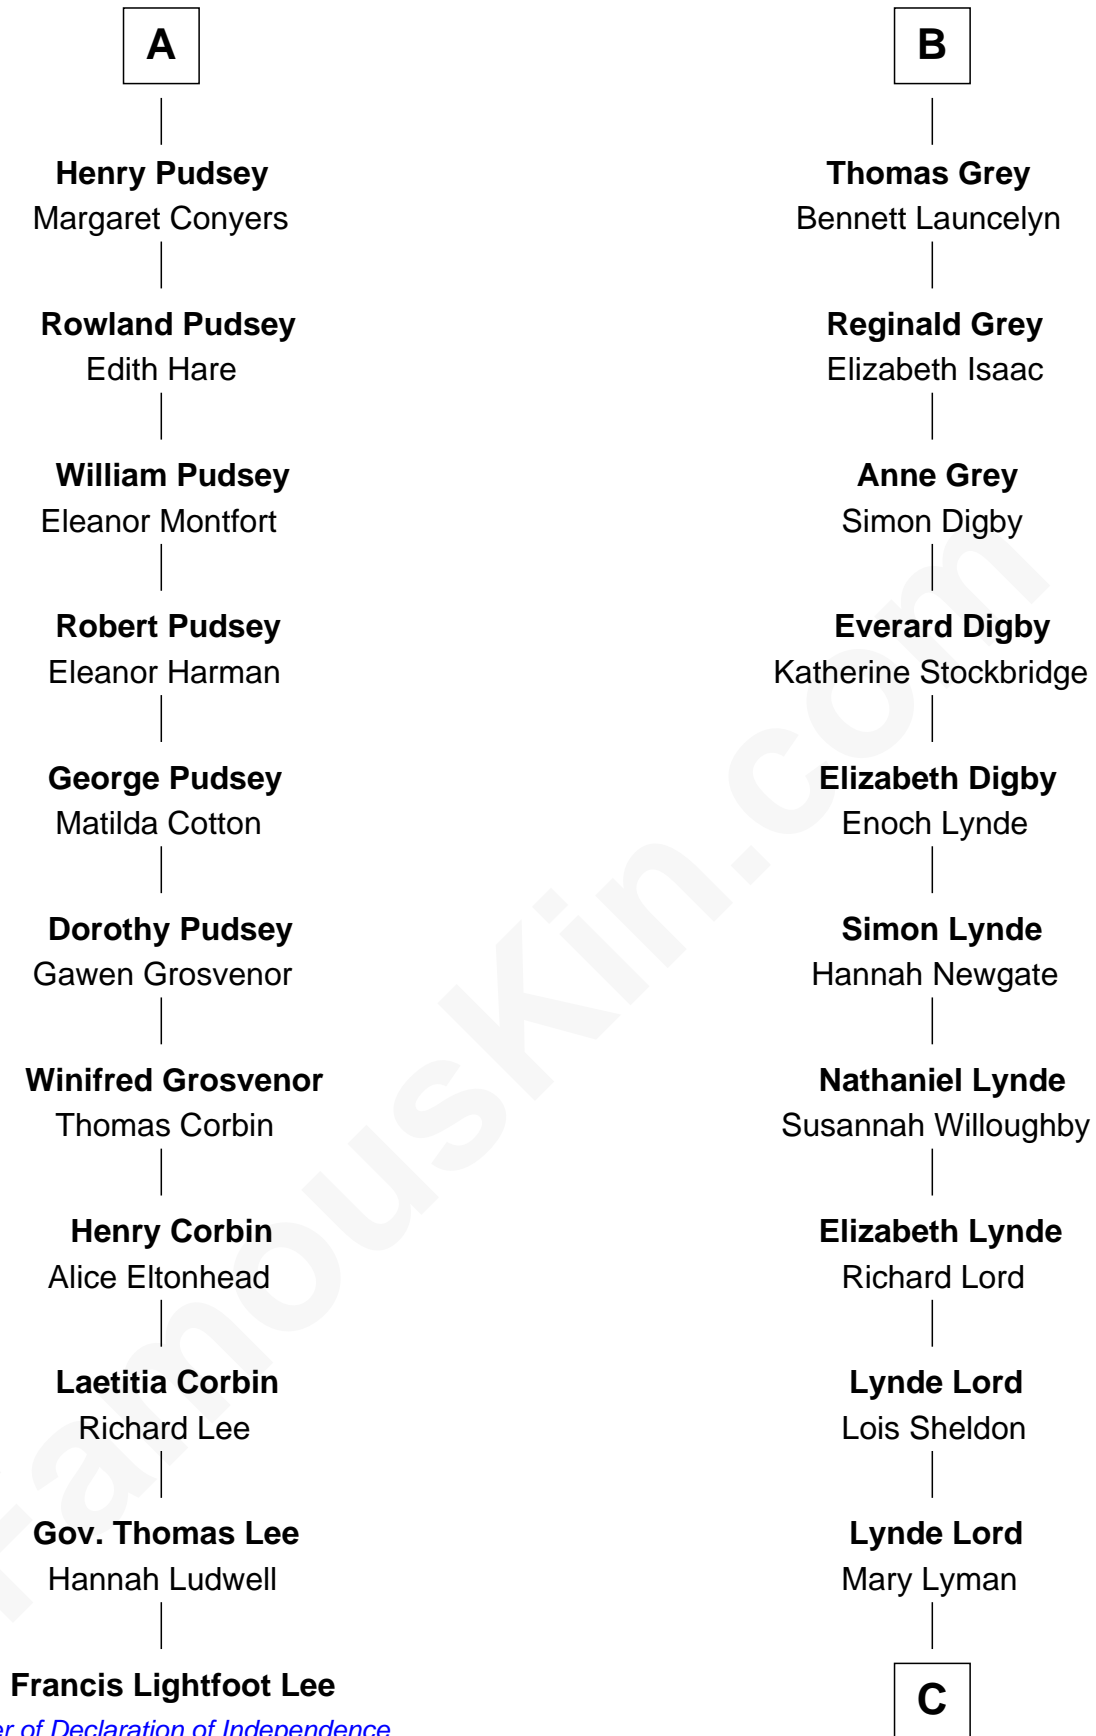 A
Henry Pudsey
Margaret Conyers
Rowland Pudsey
Edith Hare
William Pudsey
Eleanor Montfort
Robert Pudsey
Eleanor Harman
George Pudsey
Matilda Cotton
Dorothy Pudsey
Gawen Grosvenor
Winifred Grosvenor
Thomas Corbin
Henry Corbin
Alice Eltonhead
Laetitia Corbin
Richard Lee
Gov. Thomas Lee
Hannah Ludwell
Francis Lightfoot Lee
er of Declaration of Independence
B
Thomas Grey
Bennett Launcelyn
Reginald Grey
Elizabeth Isaac
Anne Grey
Simon Digby
Everard Digby
Katherine Stockbridge
Elizabeth Digby
Enoch Lynde
Simon Lynde
Hannah Newgate
Nathaniel Lynde
Susannah Willoughby
Elizabeth Lynde
Richard Lord
Lynde Lord
Lois Sheldon
Lynde Lord
Mary Lyman
C
FamousKin.com